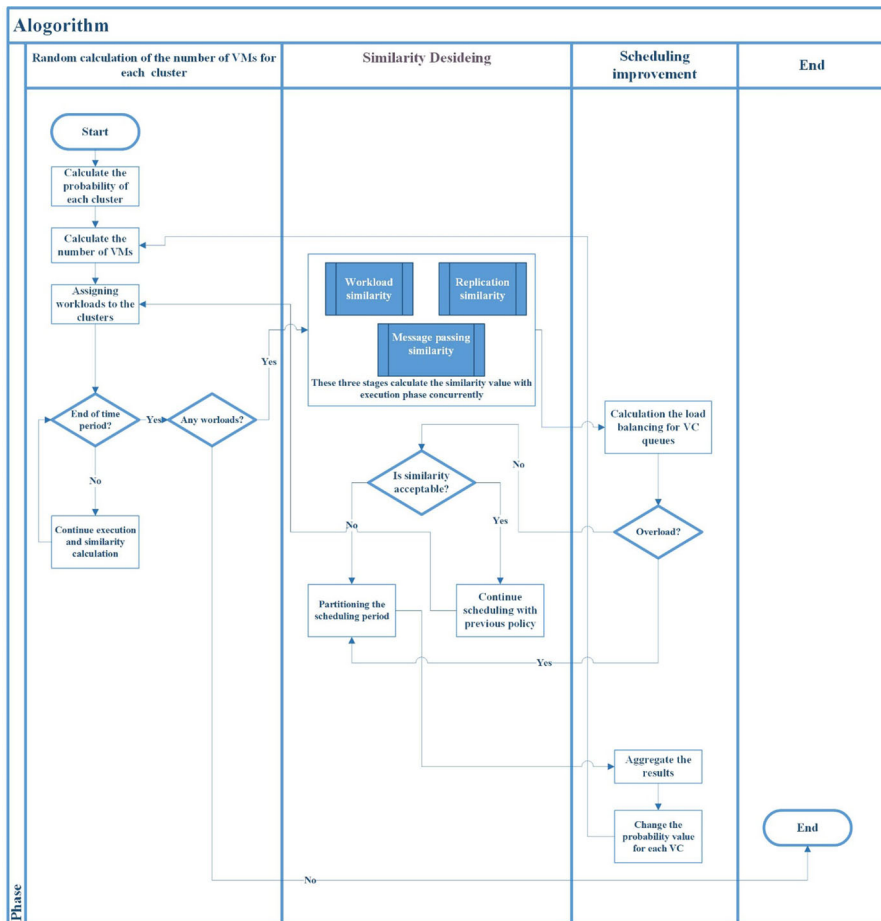 Alogorithm
Random calculation of the number of VMs for
each cluster
Similarity Desideing
Scheduling
improvement
End
Start
Calculate the
probability of
each cluster
Calculate the
number of VMs
Assigning
workloads to the
clusters
End of time
period?
Yes
Any worloads?
Yes
No
Continue execution
and similarity
calculation
Workload
similarity
Replication
similarity
Message passing
similarity
These three stages calculate the similarity value with
execution phase concurrently
Calculation the load
balancing for VC
queues
No
Is similarity
acceptable?
No
Yes
Overload?
Partitioning the
scheduling period
Continue
scheduling with
previous policy
Yes
Aggregate the
results
Change the
probability value
for each VC
End
No
Phase